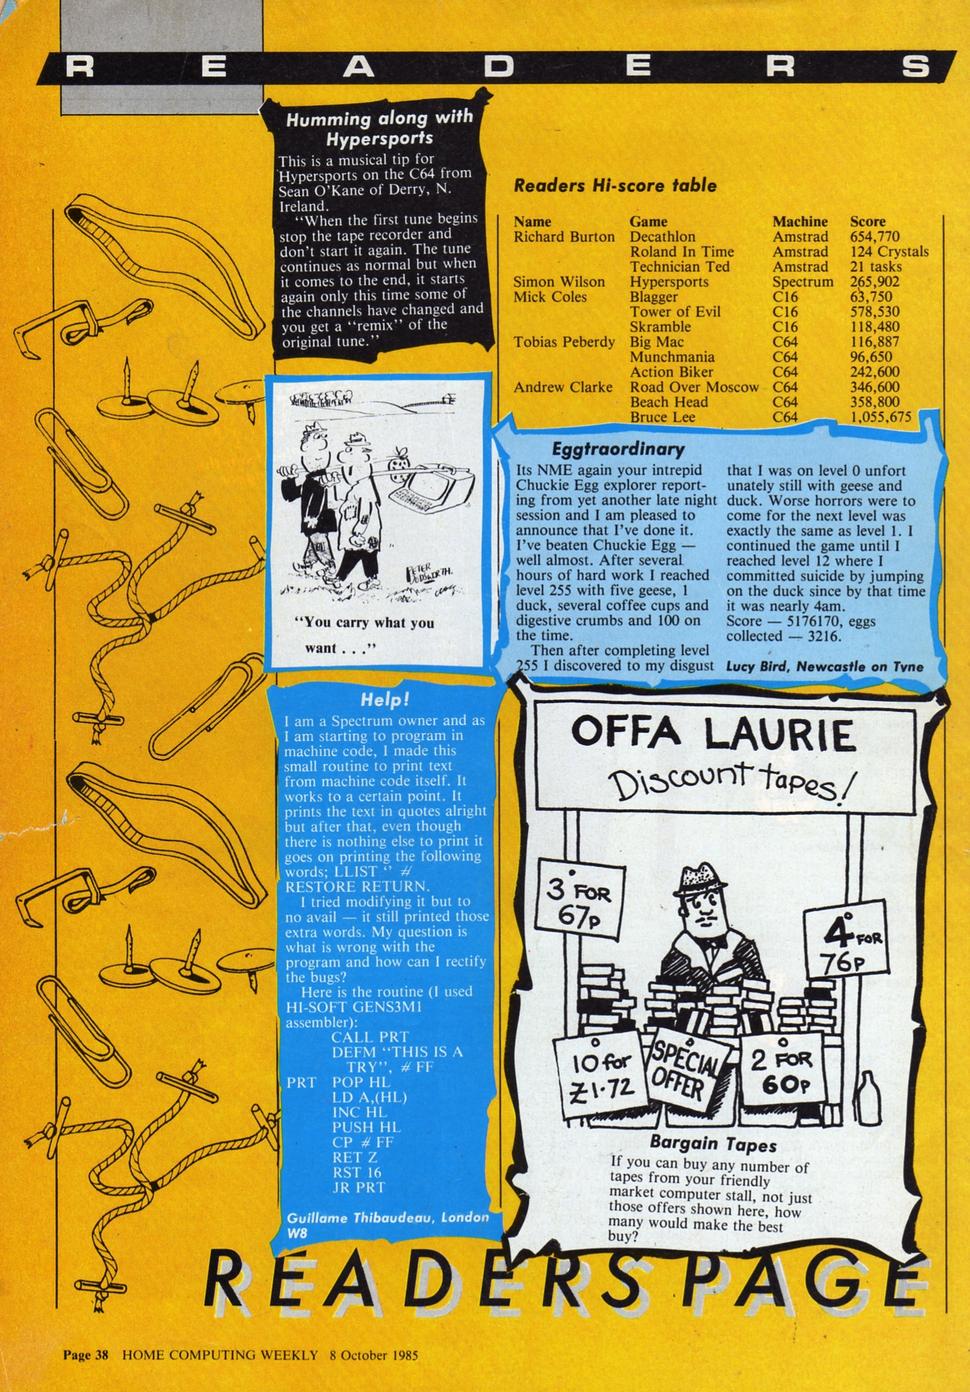 READERS
Humming along with
Hypersports
This is a musical tip for
Hypersports on the C64 from
Sean O'Kane of Derry, N.
Ireland.
"When the first tune begins
stop the tape recorder and
don't start it again. The tune
continues as normal but when
it comes to the end, it starts
again only this time some of
the channels have changed and
you get a "remix" of the
original tune."
Readers Hi-score table
Name Game Machine Score
Richard Burton Decathlon Amstrad 654,770
Roland In Time Amstrad 124 Crystals
Technician Ted Amstrad 21 tasks
Simon Wilson Hypersports Spectrum 265,902
Mick Coles Blagger C16 63,750
Tower of Evil C16 578,530
Skramble C16 118,480
Tobias Peberdy Big Mac C64 116,887
Munchmania C64 96,650
Action Biker C64 242,600
Andrew Clarke Road Over Moscow C64 346,600
Beach Head C64 358,800
Bruce Lee C64 1,055,675
PETER
DODSWORTH.
"You carry what you
want . . ."
Eggtraordinary
Its NME again your intrepid
Chuckie Egg explorer report-
ing from yet another late night
session and I am pleased to
announce that I've done it.
I've beaten Chuckie Egg —
well almost. After several
hours of hard work I reached
level 255 with five geese, 1
duck, several coffee cups and
digestive crumbs and 100 on
the time.
Then after completing level
255 I discovered to my disgust
that I was on level 0 unfort
unately still with geese and
duck. Worse horrors were to
come for the next level was
exactly the same as level 1. I
continued the game until I
reached level 12 where I
committed suicide by jumping
on the duck since by that time
it was nearly 4am.
Score — 5176170, eggs
collected — 3216.
Lucy Bird, Newcastle on Tyne
Help!
I am a Spectrum owner and as
I am starting to program in
machine code, I made this
small routine to print text
from machine code itself. It
works to a certain point. It
prints the text in quotes alright
but after that, even though
there is nothing else to print it
goes on printing the following
words; LLIST " #
RESTORE RETURN.
I tried modifying it but to
no avail — it still printed those
extra words. My question is
what is wrong with the
program and how can I rectify
the bugs?
Here is the routine (I used
HI-SOFT GENS3M1
assembler):
CALL PRT
DEFM "THIS IS A
TRY", # FF
PRT POP HL
LD A,(HL)
INC HL
PUSH HL
CP # FF
RET Z
RST 16
JR PRT
Guillame Thibaudeau, London
W8
OFFA LAURIE
Discount tapes!
3 FOR
67p
4 FOR
76p
10 for
£1·72
SPECIAL
OFFER
2 FOR
60p
Bargain Tapes
If you can buy any number of
tapes from your friendly
market computer stall, not just
those offers shown here, how
many would make the best
buy?
READERS PAGE
Page 38 HOME COMPUTING WEEKLY 8 October 1985